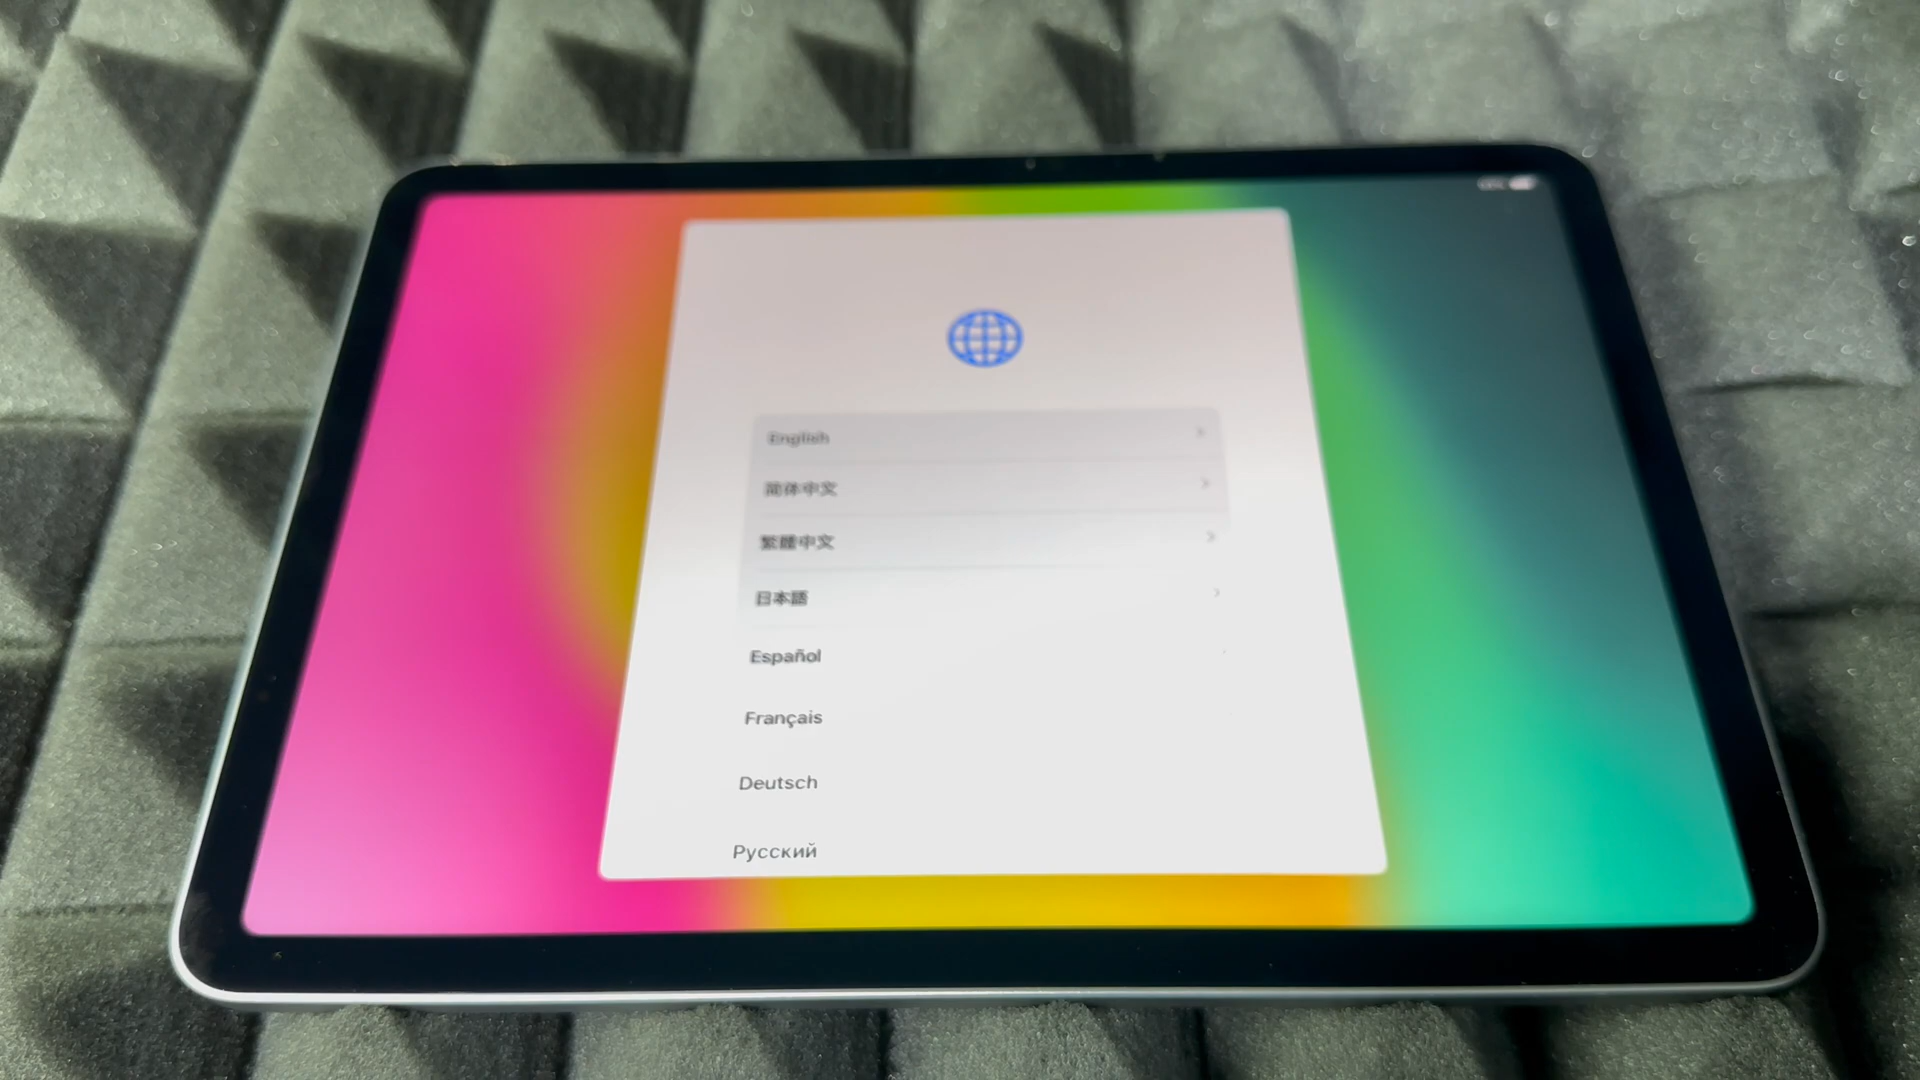 English
简体中文
繁體中文
日本語
Español
Français
Deutsch
Русский